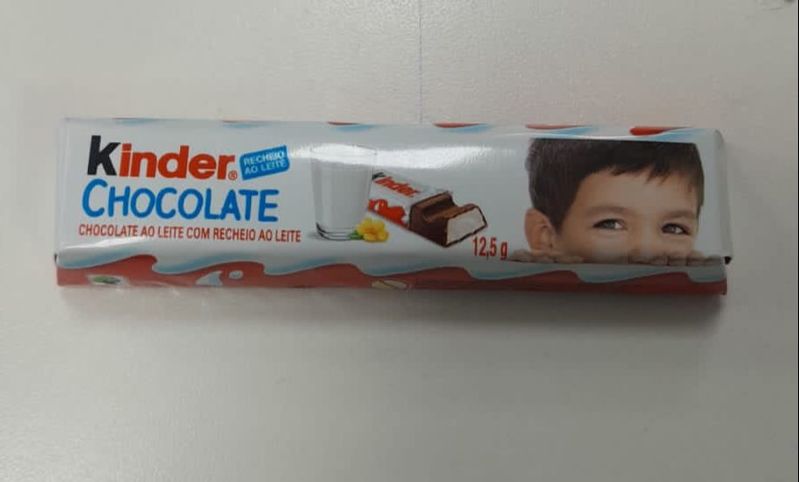 Kinder®
RECHEIO
AO LEITE
CHOCOLATE
CHOCOLATE AO LEITE COM RECHEIO AO LEITE
Kinder
12,5 g